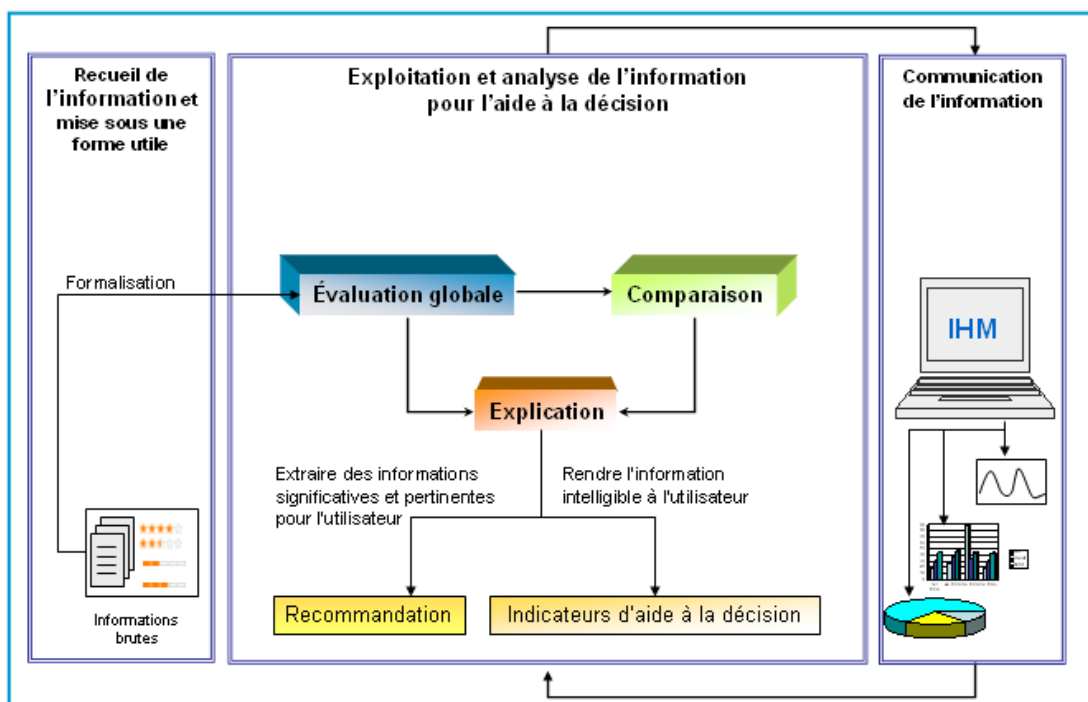 Recueil de
l'information et
mise sous une
forme utile
Formalisation
Informations
brutes
Exploitation et analyse de l'information
pour l'aide à la décision
Évaluation globale
Comparaison
Explication
Extraire des informations
significatives et pertinentes
pour l'utilisateur
Rendre l'information
intelligible à l'utilisateur
Recommandation
Indicateurs d'aide à la décision
Communication
de l'information
IHM